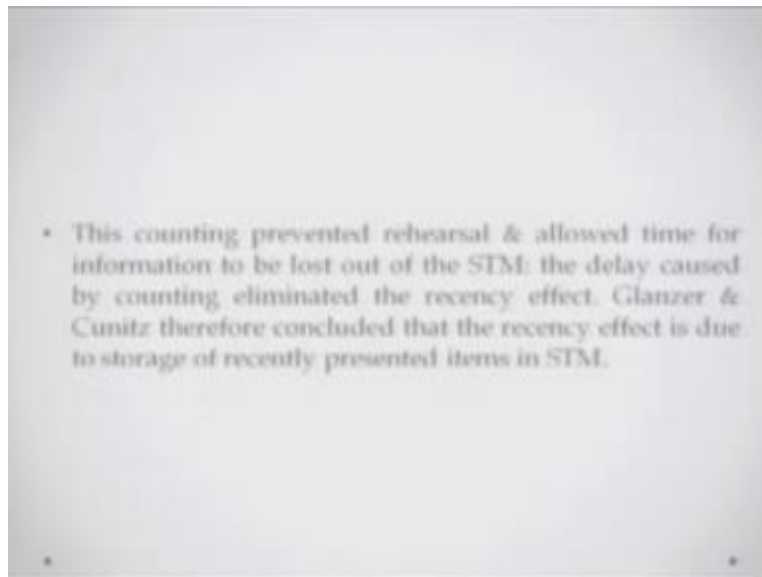 • This counting prevented rehearsal & allowed time for
information to be lost out of the STM: the delay caused
by counting eliminated the recency effect. Glanzer &
Cunitz therefore concluded that the recency effect is due
to storage of recently presented items in STM.